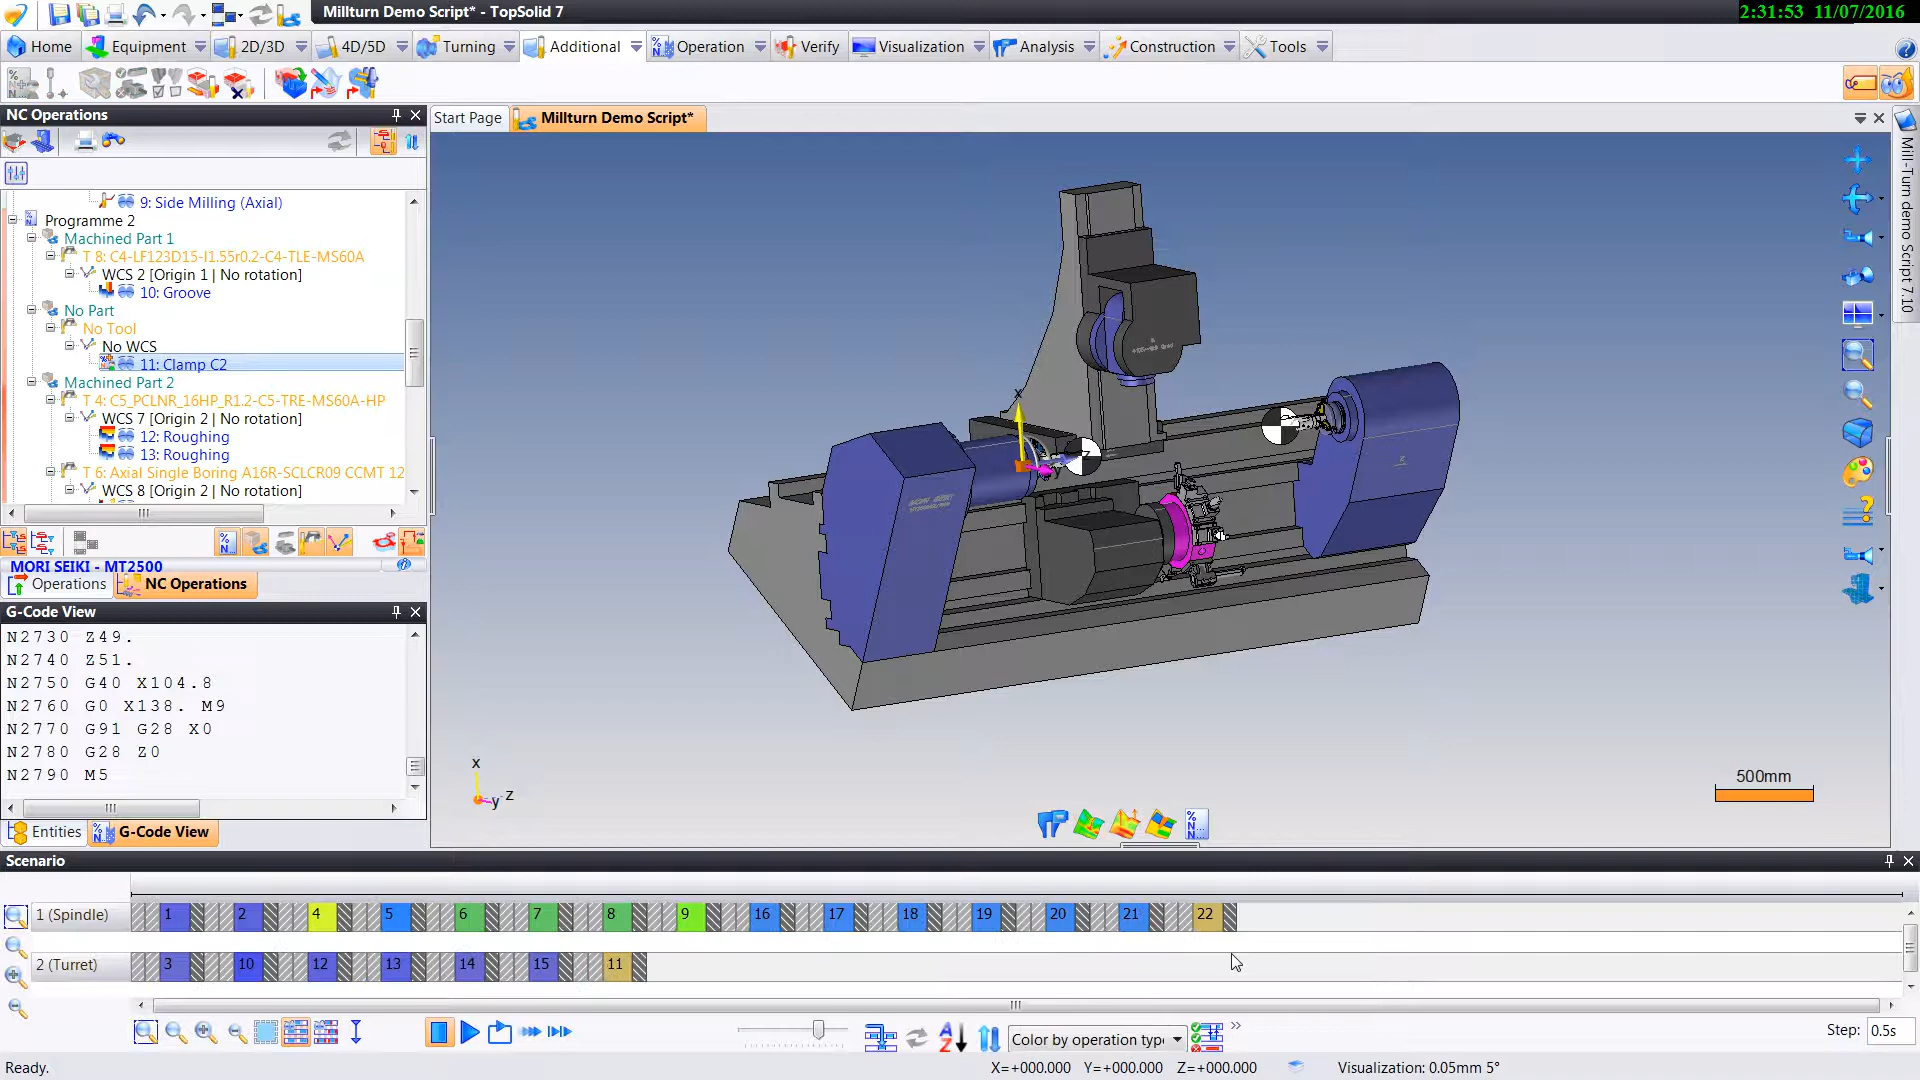 Millturn Demo Script* - TopSolid 7
2:31:53 11/07/2016
Home
Equipment
2D/3D
4D/5D
Turning
Additional
Operation
Verify
Visualization
Analysis
Construction
Tools
NC Operations
Start Page
Millturn Demo Script*
Mill-Turn demo Script 7.10
9: Side Milling (Axial)
Programme 2
Machined Part 1
T 8: C4-LF123D15-I1.55r0.2-C4-TLE-MS60A
WCS 2 [Origin 1 | No rotation]
10: Groove
No Part
No Tool
No WCS
11: Clamp C2
Machined Part 2
T 4: C5_PCLNR_16HP_R1.2-C5-TRE-MS60A-HP
WCS 7 [Origin 2 | No rotation]
12: Roughing
13: Roughing
T 6: Axial Single Boring A16R-SCLCR09 CCMT 12
WCS 8 [Origin 2 | No rotation]
MORI SEIKI - MT2500
Operations
NC Operations
G-Code View
N2730 Z49.
N2740 Z51.
N2750 G40 X104.8
N2760 G0 X138. M9
N2770 G91 G28 X0
N2780 G28 Z0
N2790 M5
Entities
G-Code View
X
Z
x
y
z
500mm
Scenario
1 (Spindle)
1 2 4 5 6 7 8 9 16 17 18 19 20 21 22
2 (Turret)
3 10 12 13 14 15 11
Color by operation type
Step: 0.5s
Ready.
X=+000.000 Y=+000.000 Z=+000.000
Visualization: 0.05mm 5°